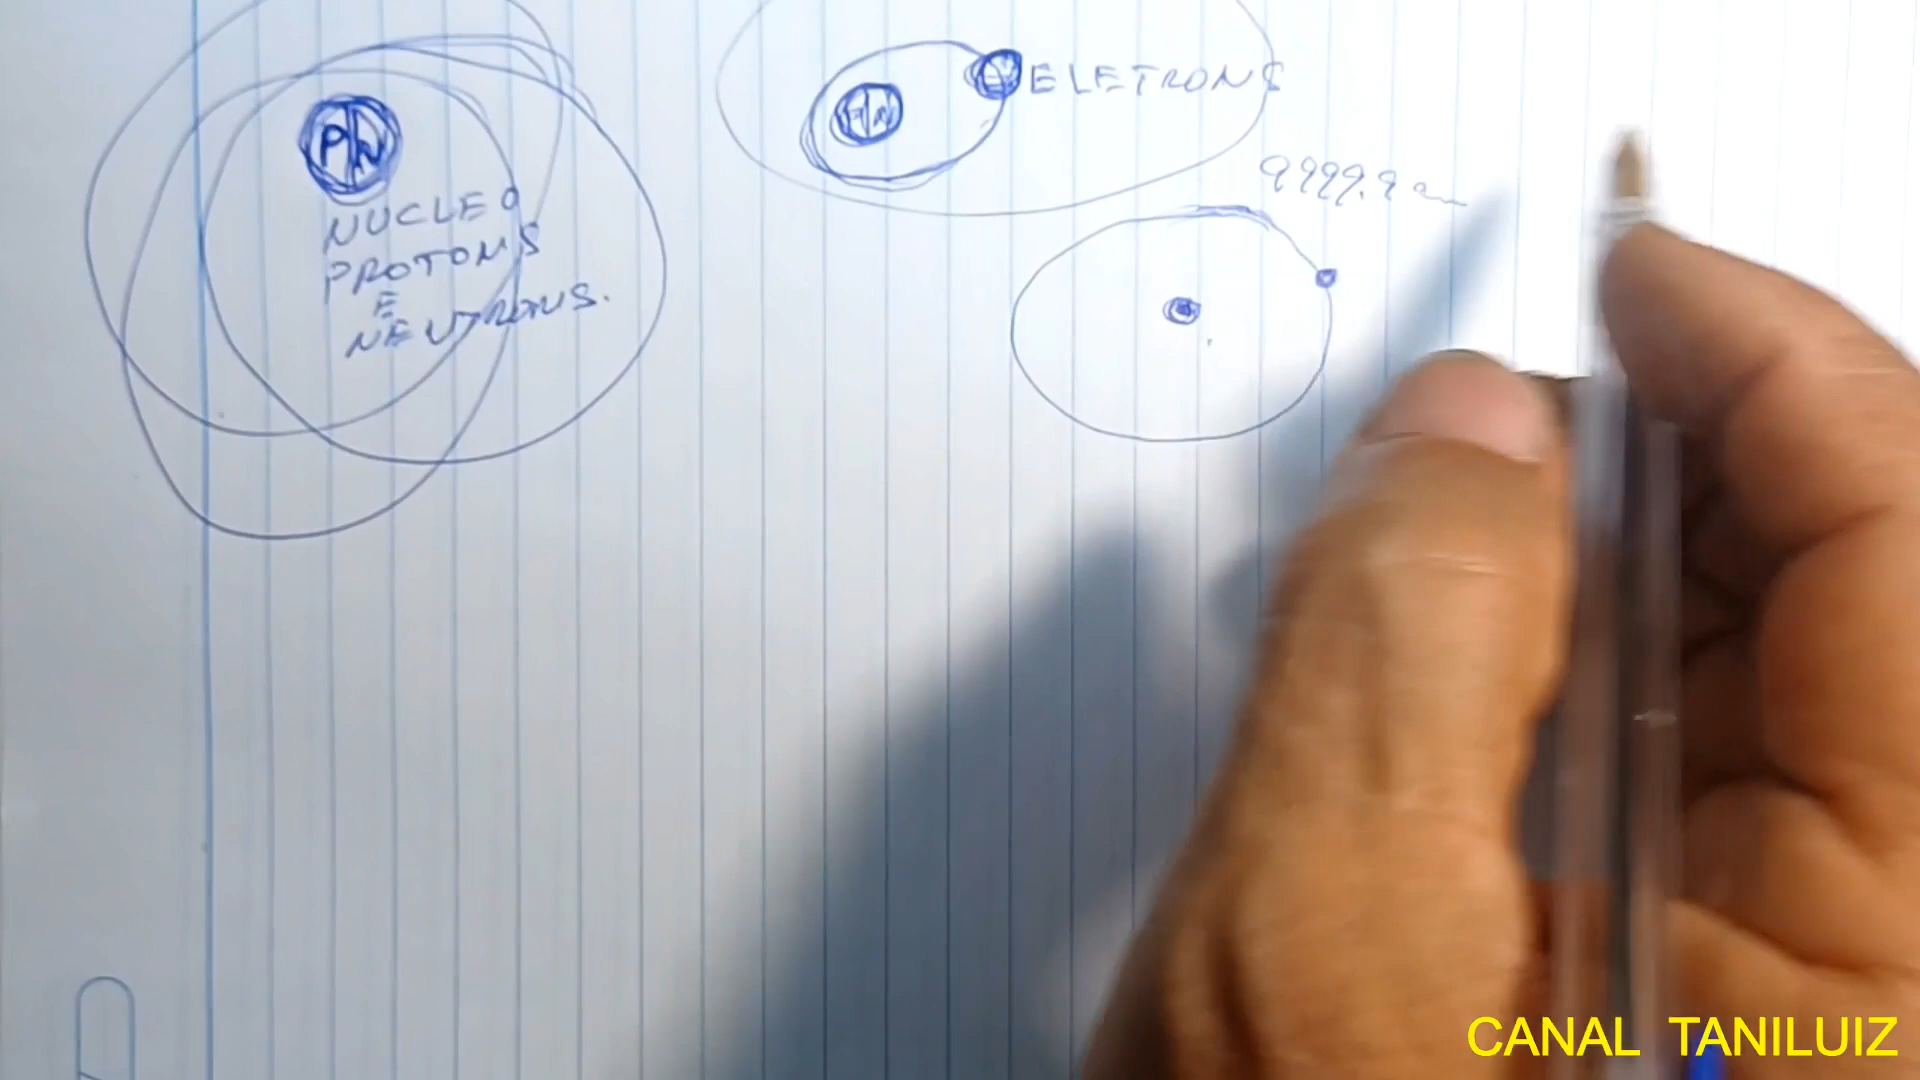 PN
NUCLEO
PROTONS
E
NEUTRONS.
PN
ELETRONS
CANAL TANILUIZ